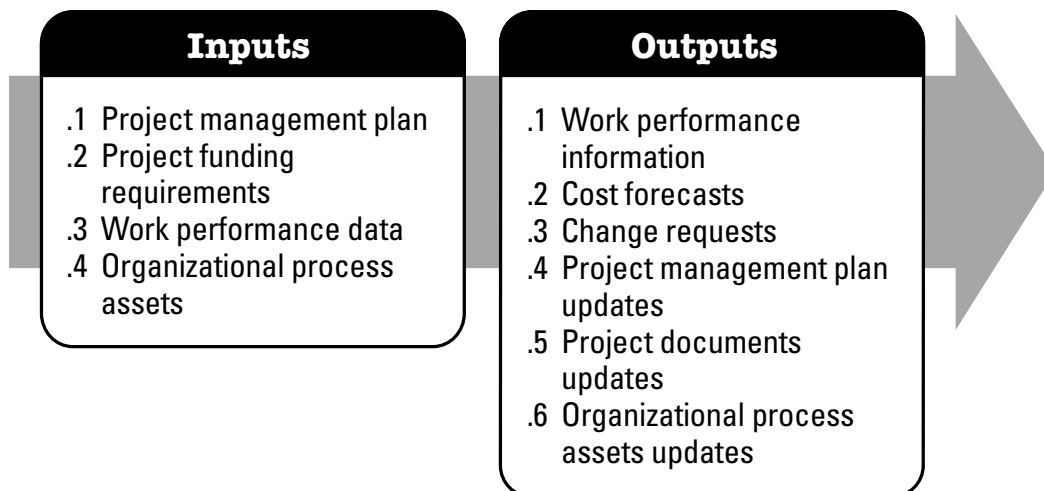 Inputs
.1 Project management plan
.2 Project funding
requirements
.3 Work performance data
.4 Organizational process
assets
Outputs
.1 Work performance
information
.2 Cost forecasts
.3 Change requests
.4 Project management plan
updates
.5 Project documents
updates
.6 Organizational process
assets updates